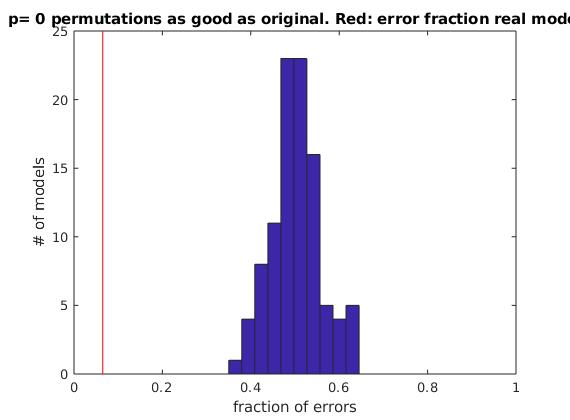 p= 0 permutations as good as original. Red: error fraction real mode
25
20
15
10
5
0
# of models
0 0.2 0.4 0.6 0.8 1
fraction of errors